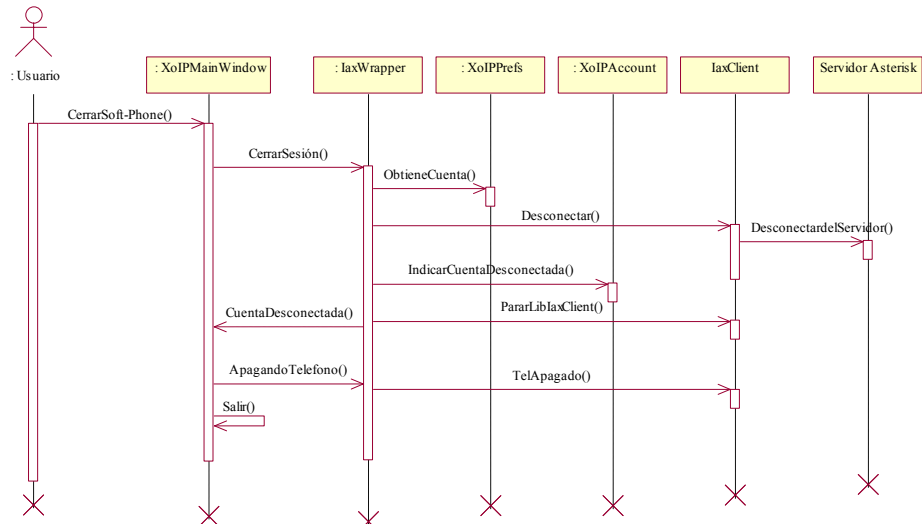 : Usuario
: XoIPMainWindow
: IaxWrapper
: XoIPPrefs
: XoIPAccount
IaxClient
Servidor Asterisk
CerrarSoft-Phone()
CerrarSesión()
ObtieneCuenta()
Desconectar()
DesconectardelServidor()
IndicarCuentaDesconectada()
CuentaDesconectada()
PararLibIaxClient()
ApagandoTelefono()
TelApagado()
Salir()